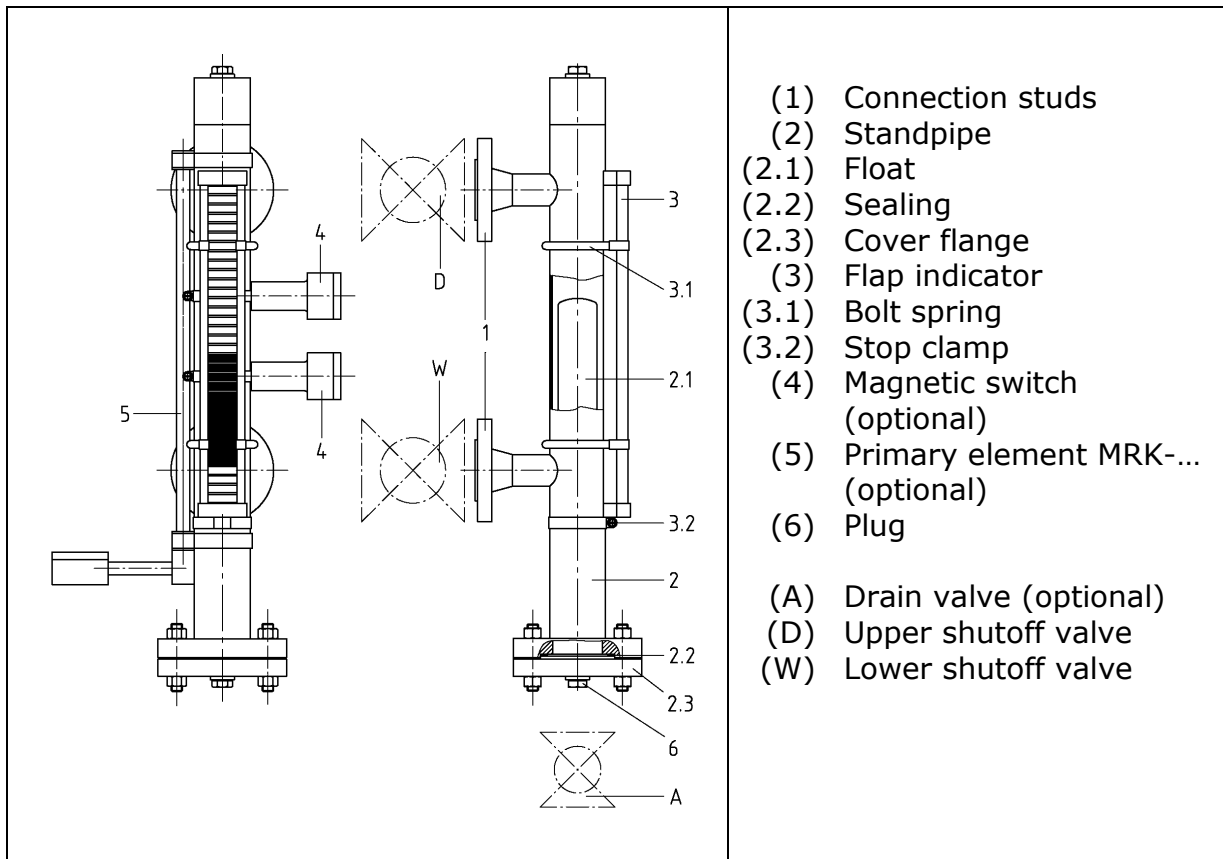 4
D
1
W
5
4
3
3.1
2.1
3.2
2
2.2
2.3
6
A
(1) Connection studs
(2) Standpipe
(2.1) Float
(2.2) Sealing
(2.3) Cover flange
(3) Flap indicator
(3.1) Bolt spring
(3.2) Stop clamp
(4) Magnetic switch
(optional)
(5) Primary element MRK-...
(optional)
(6) Plug
(A) Drain valve (optional)
(D) Upper shutoff valve
(W) Lower shutoff valve